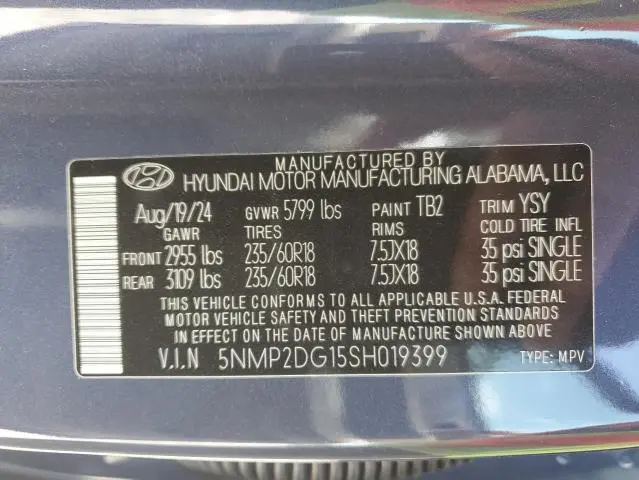 MANUFACTURED BY
HYUNDAI MOTOR MANUFACTURING ALABAMA, LLC
Aug/19/24 GVWR 5799 lbs PAINT TB2 TRIM YSY
GAWR TIRES RIMS COLD TIRE INFL
FRONT 2955 lbs 235/60R18 7.5JX18 35 psi SINGLE
REAR 3109 lbs 235/60R18 7.5JX18 35 psi SINGLE
THIS VEHICLE CONFORMS TO ALL APPLICABLE U.S.A. FEDERAL
MOTOR VEHICLE SAFETY AND THEFT PREVENTION STANDARDS
IN EFFECT ON THE DATE OF MANUFACTURE SHOWN ABOVE
V.I.N 5NMP2DG15SH019399 TYPE: MPV